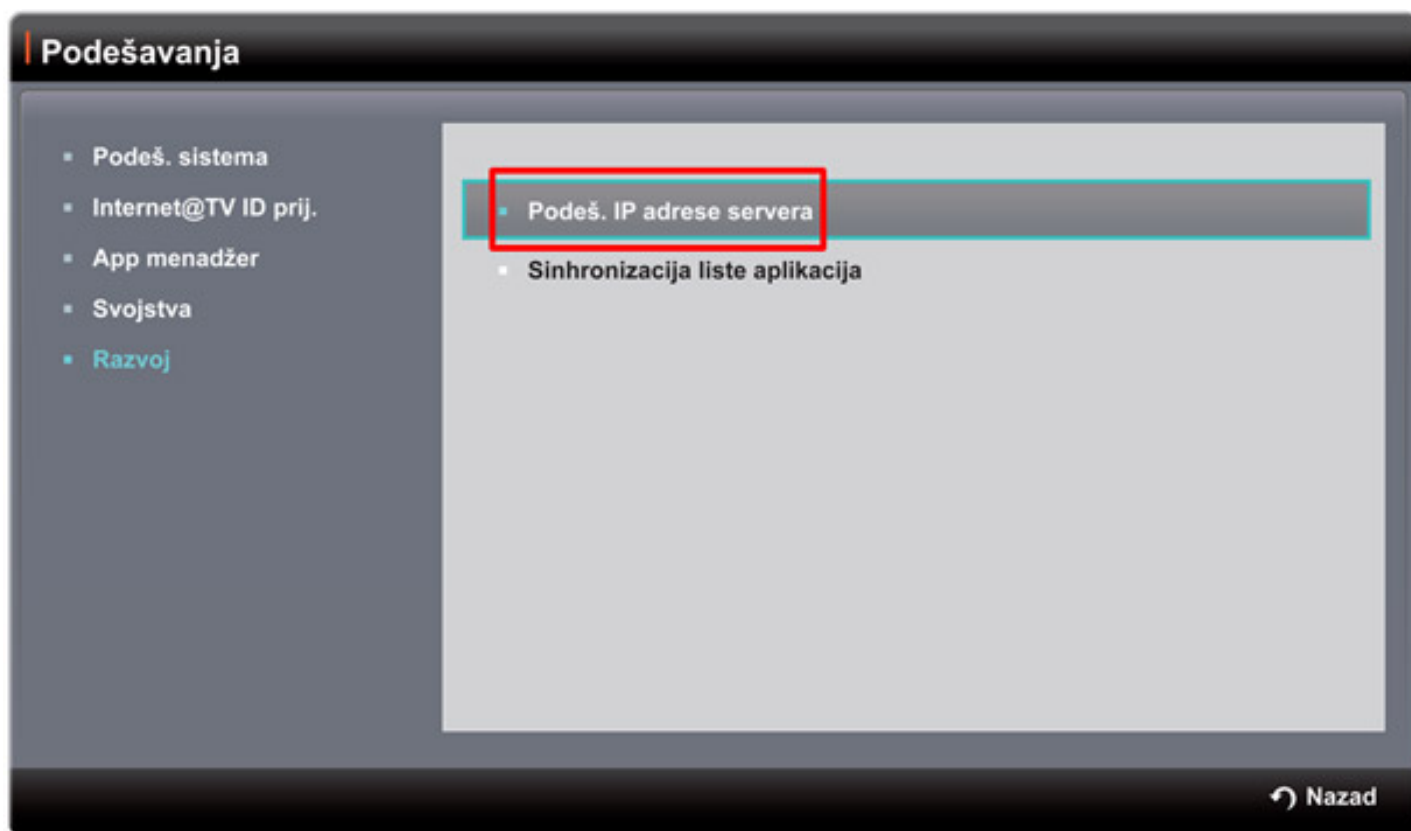 Podešavanja
Podeš. sistema
Internet@TV ID prij.
App menadžer
Svojstva
Razvoj
Podeš. IP adrese servera
Sinhronizacija liste aplikacija
Nazad